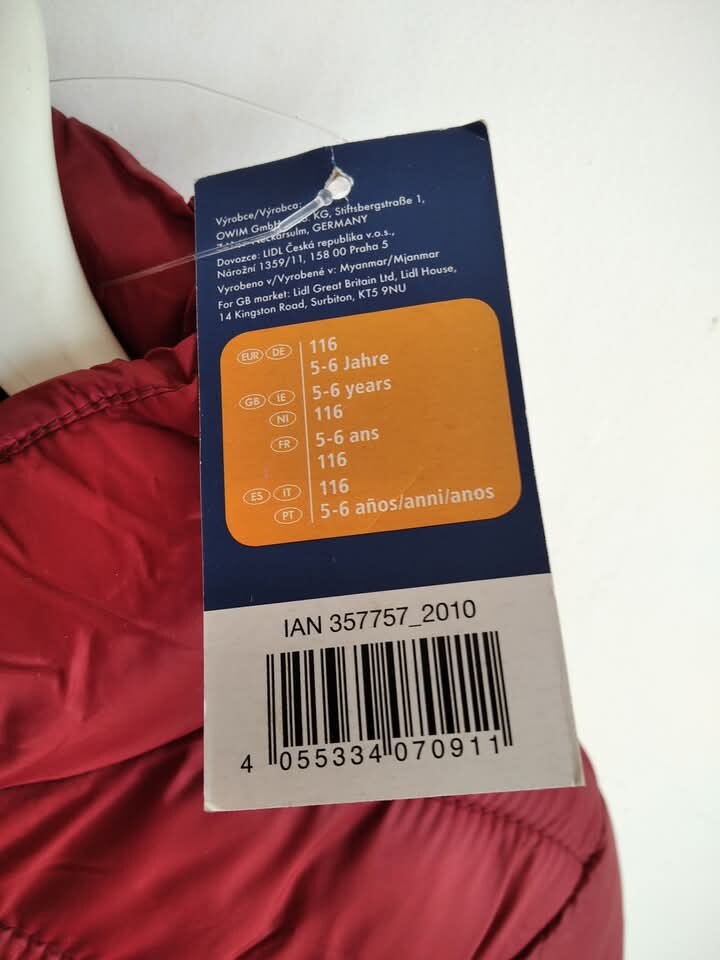 Výrobce/Výrobca:
OWIM GmbH KG, Stiftsbergstraße 1,
Neckarsulm, GERMANY
Dovozce: LIDL Česká republika v.o.s.,
Nárožní 1359/11, 158 00 Praha 5
Vyrobeno v/Vyrobené v: Myanmar/Mjanmar
For GB market: Lidl Great Britain Ltd, Lidl House,
14 Kingston Road, Surbiton, KT5 9NU
EUR DE 116
5-6 Jahre
GB IE 5-6 years
NI 116
FR 5-6 ans
116
ES IT 116
PT 5-6 años/anni/anos
IAN 357757_2010
4 055334 070911